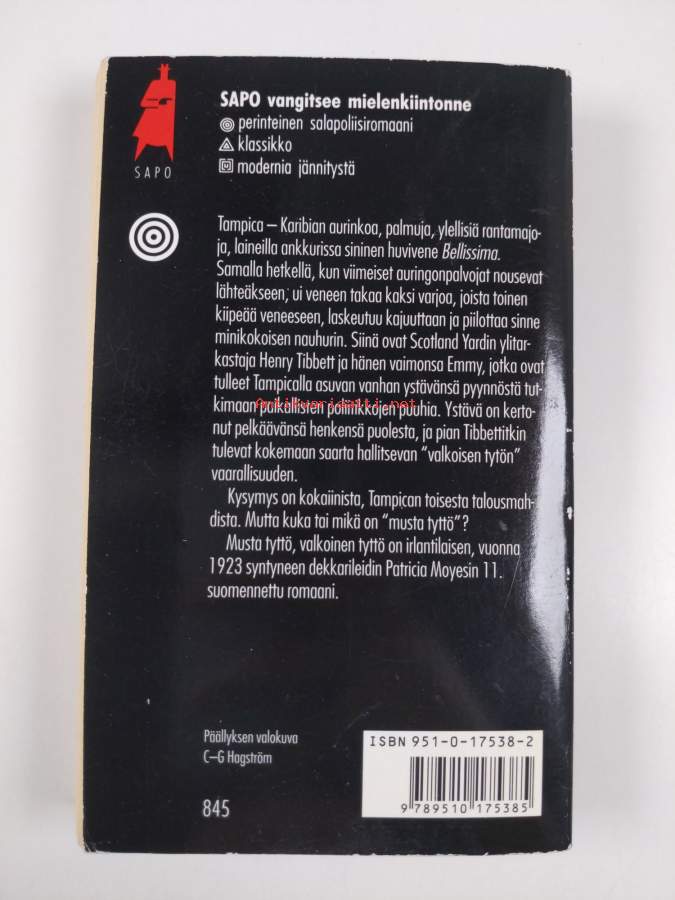 SAPO vangitsee mielenkiintonne
perinteinen salapoliisiromaani
klassikko
modernia jännitystä
SAPO
Tampica – Karibian aurinkoa, palmuja, ylellisiä rantamajo-
ja, laineilla ankkurissa sininen huvivene Bellissima.
Samalla hetkellä, kun viimeiset auringonpalvojat nousevat
lähteäkseen, ui veneen takaa kaksi varjoa, joista toinen
kiipeää veneeseen, laskeutuu kajuuttaan ja piilottaa sinne
minikokoisen nauhurin. Siinä ovat Scotland Yardin ylitar-
kastaja Henry Tibbett ja hänen vaimonsa Emmy, jotka ovat
tulleet Tampicalla asuvan vanhan ystävänsä pyynnöstä tut-
kimaan paikallisten poliitikkojen puuhia. Ystävä on kerto-
antikvariaatti.net
nut pelkäävänsä henkensä puolesta, ja pian Tibbettitkin
tulevat kokemaan saarta hallitsevan "valkoisen tytön"
vaarallisuuden.
Kysymys on kokaiinista, Tampican toisesta talousmah-
dista. Mutta kuka tai mikä on "musta tyttö"?
Musta tyttö, valkoinen tyttö on irlantilaisen, vuonna
1923 syntyneen dekkarileidin Patricia Moyesin 11.
suomennettu romaani.
Päällyksen valokuva
C–G Hagström
845
ISBN 951-0-17538-2
9 789510 175385